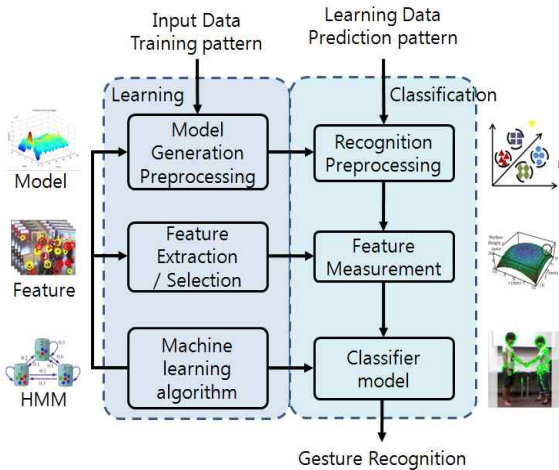 Input Data
Training pattern
Learning Data
Prediction pattern
Learning
Classification
Model
Generation
Preprocessing
Recognition
Preprocessing
Model
Feature
Extraction
/ Selection
Feature
Measurement
Feature
Machine
learning
algorithm
Classifier
model
HMM
Gesture Recognition